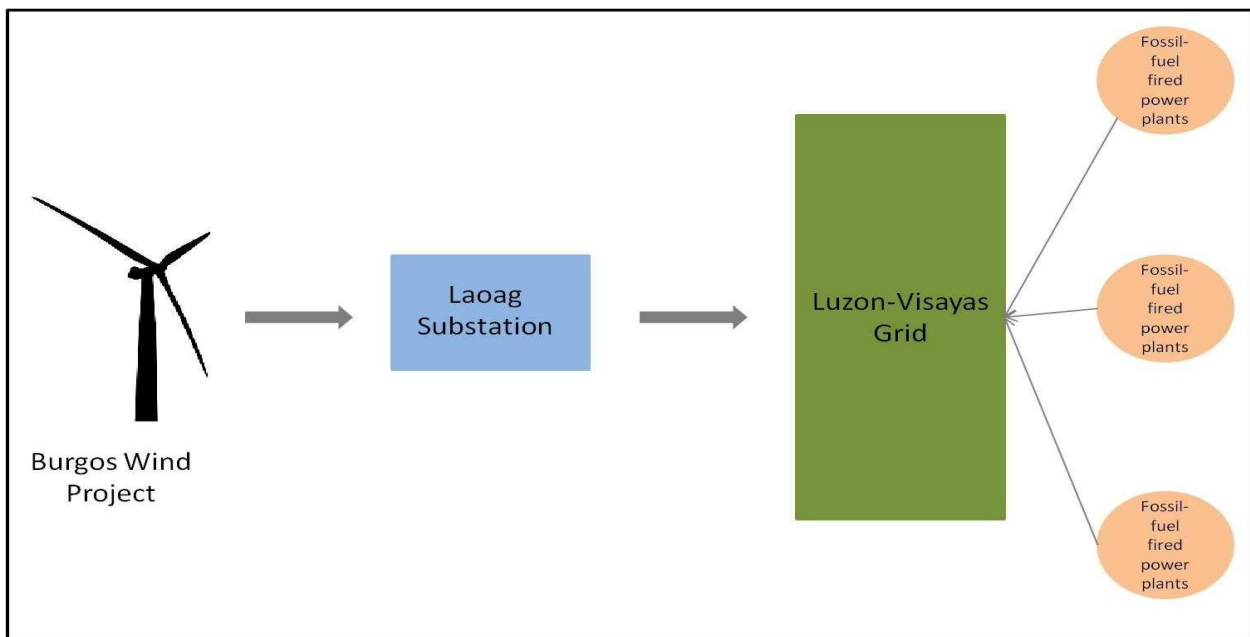 Burgos Wind
Project
Laoag
Substation
Luzon-Visayas
Grid
Fossil-
fuel
fired
power
plants
Fossil-
fuel
fired
power
plants
Fossil-
fuel
fired
power
plants